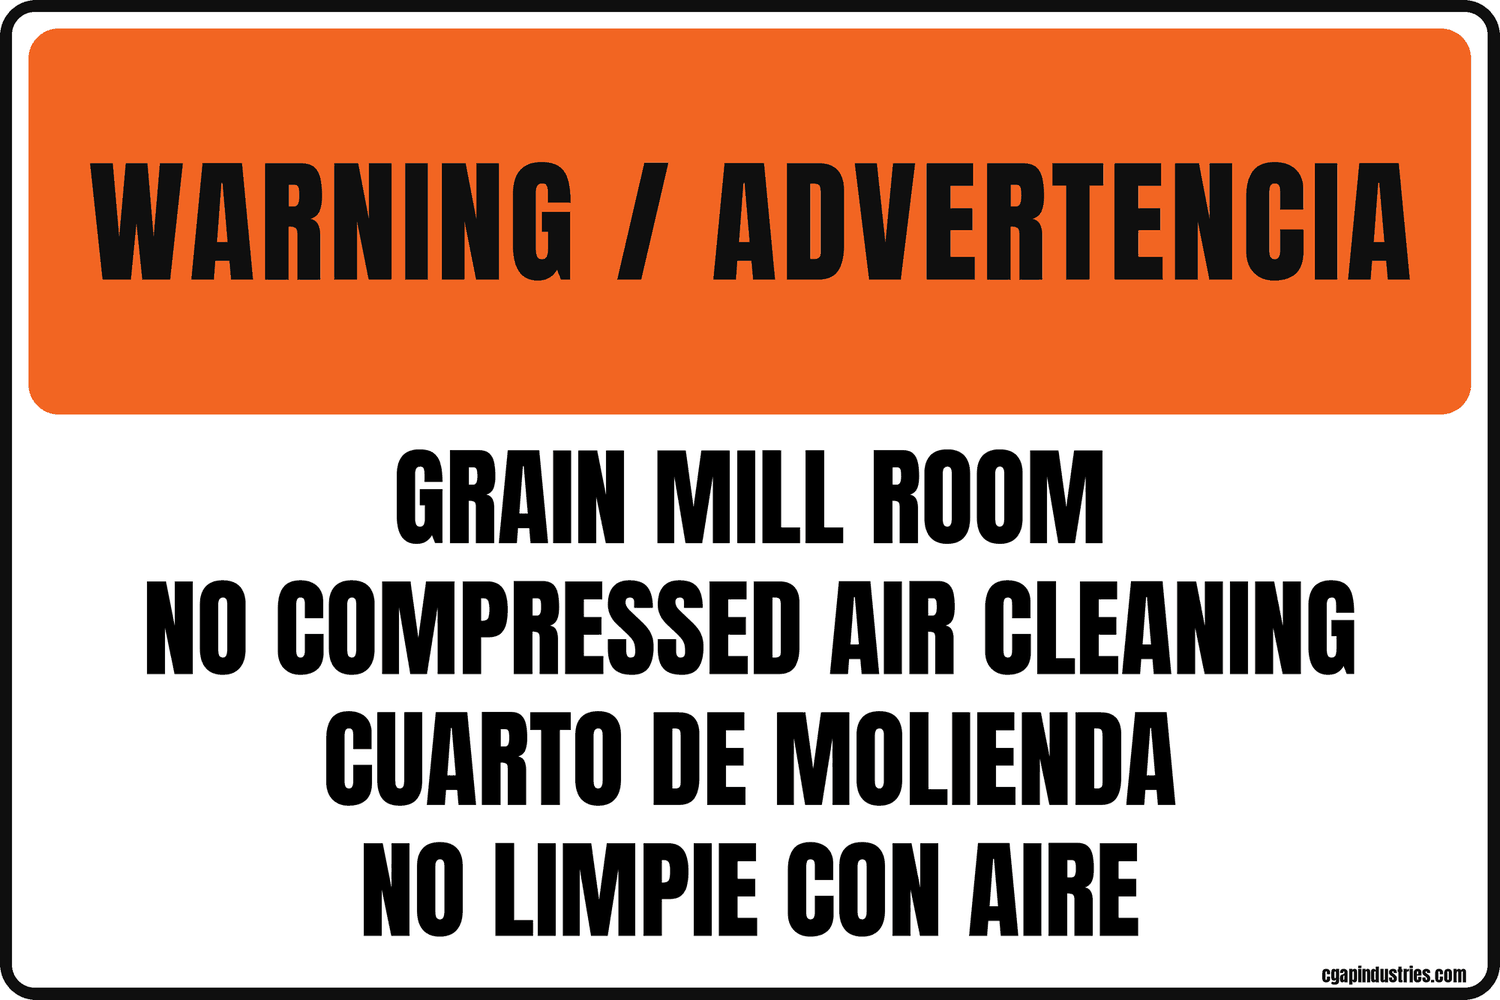 WARNING / ADVERTENCIA
GRAIN MILL ROOM
NO COMPRESSED AIR CLEANING
CUARTO DE MOLIENDA
NO LIMPIE CON AIRE
cgapindustries.com